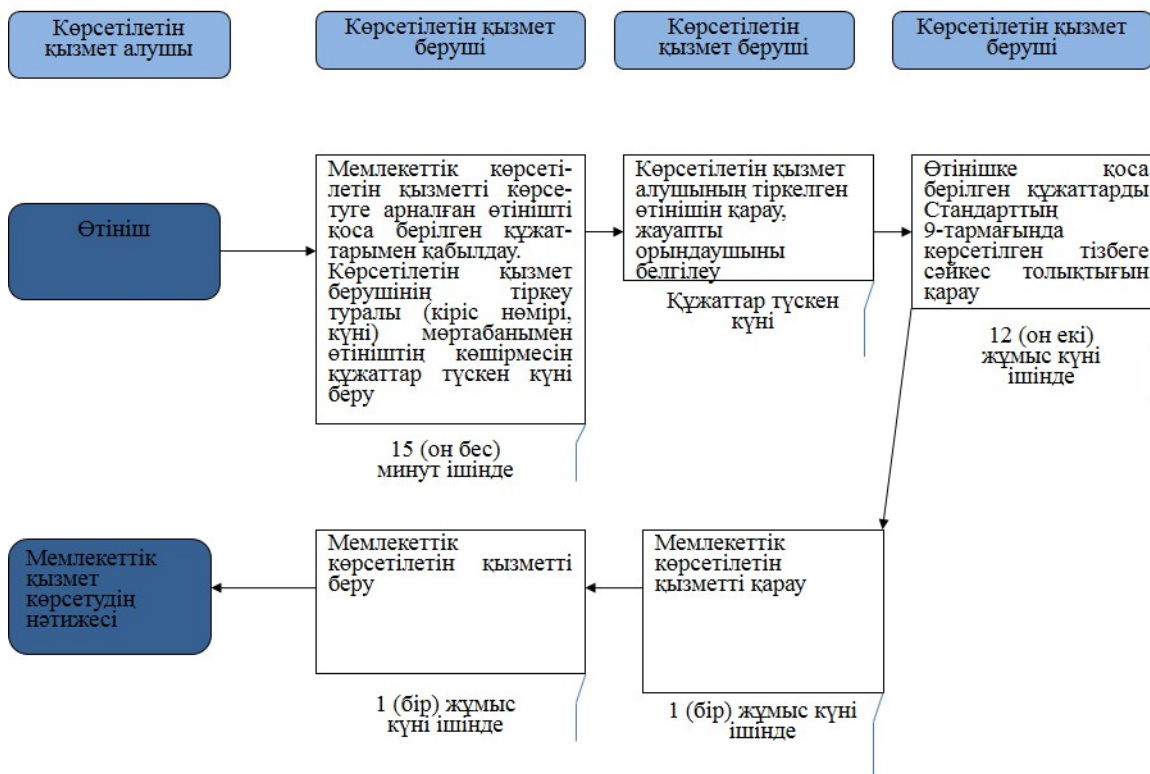 Көрсетілетін
қызмет алушы
Көрсетілетін қызмет
беруші
Көрсетілетін
қызмет беруші
Көрсетілетін қызмет
беруші
Өтініш
Мемлекеттік көрсеті-
летін қызметті көрсе-
туге арналған өтінішті
қоса берілген құжат-
тарымен қабылдау.
Көрсетілетін қызмет
берушінің тіркеу
туралы (кіріс нөмірі,
күні) мөртабанымен
өтініштің көшірмесін
құжаттар түскен күні
беру
15 (он бес)
минут ішінде
Көрсетілетін қызмет
алушының тіркелген
өтінішін қарау,
жауапты
орындаушыны
белгілеу
Құжаттар түскен
күні
Өтінішке қоса
берілген құжаттарды
Стандарттың
9-тармағында
көрсетілген тізбеге
сәйкес толықтығын
қарау
12 (он екі)
жұмыс күні
ішінде
Мемлекеттік
көрсетілетін
қызметті қарау
1 (бір) жұмыс күні
ішінде
Мемлекеттік
көрсетілетін қызметті
беру
1 (бір) жұмыс
күні ішінде
Мемлекеттік
қызмет
көрсетудің
нәтижесі